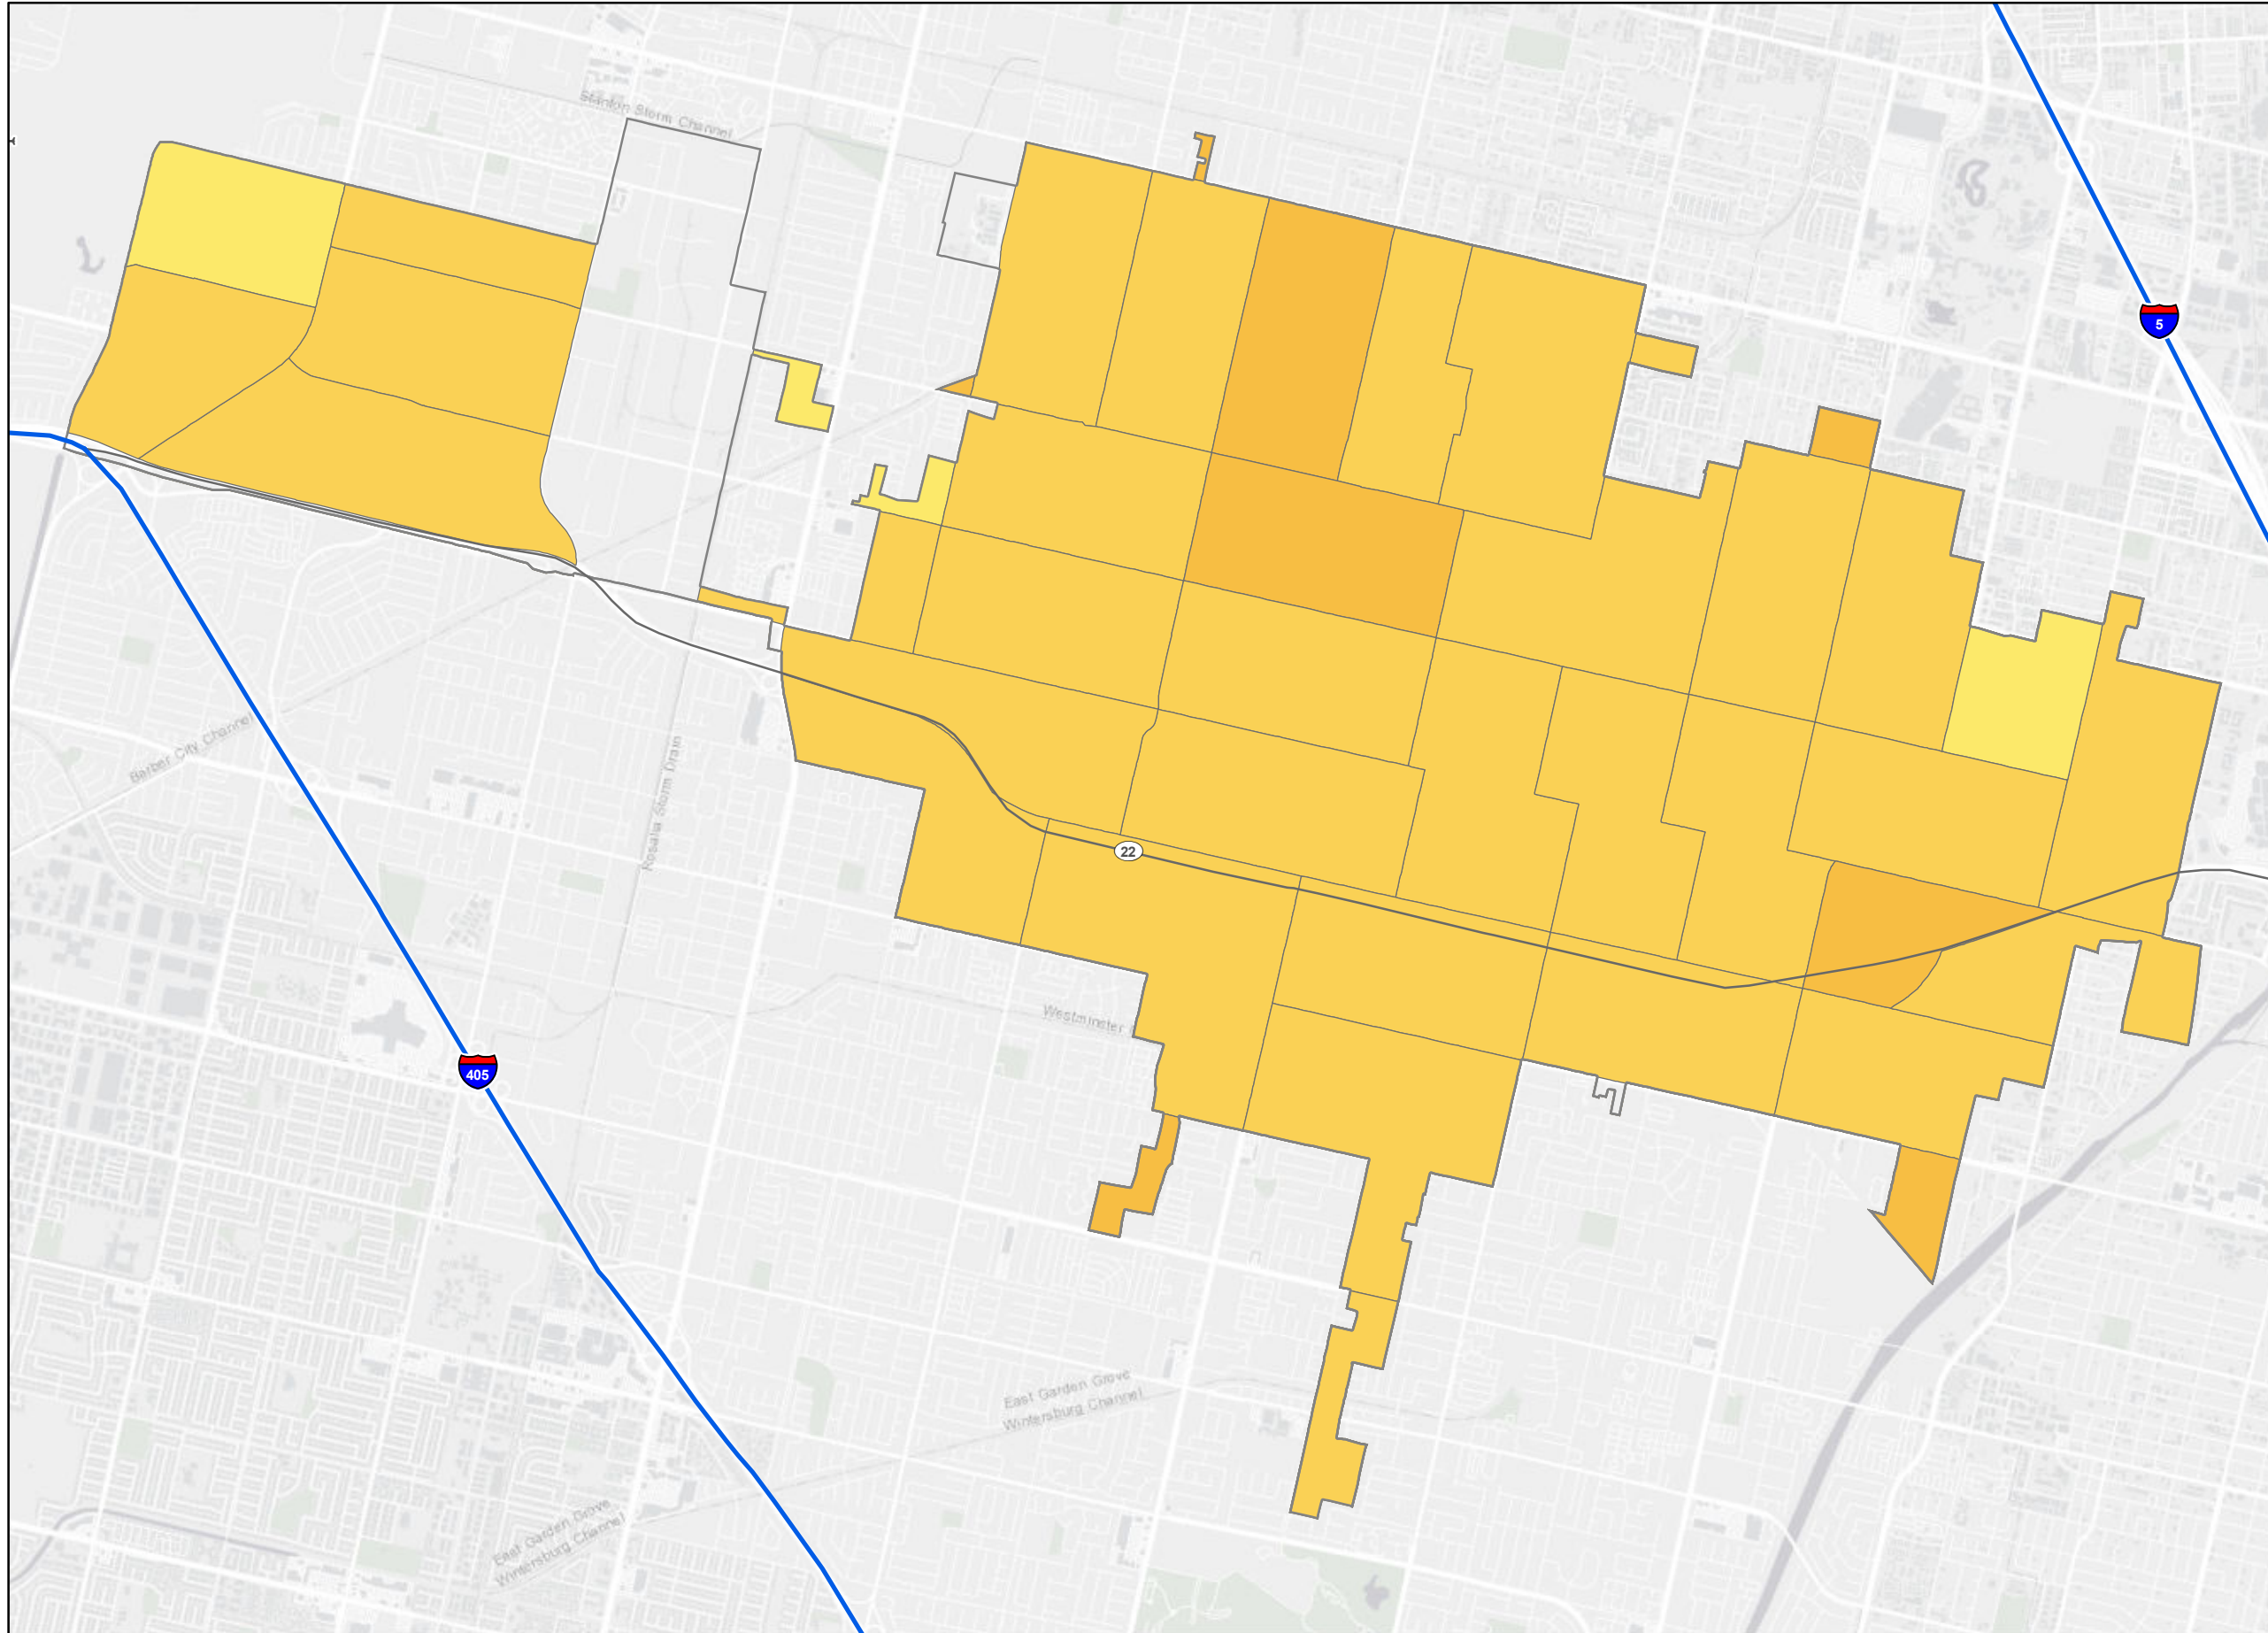 Stanton Storm Channel
5
Barber City Channel
Rosalia Storm Drain
22
Westminster
405
East Garden Grove
Wintersburg Channel
East Garden Grove
Wintersburg Channel